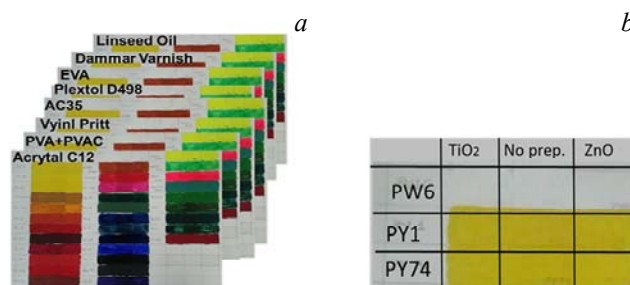 a
Linseed Oil
Dammar Varnish
EVA
Plextol D498
AC35
Vyinl Pritt
PVA+PVAC
Acrytal C12
b
TiO2 No prep. ZnO
PW6
PY1
PY74